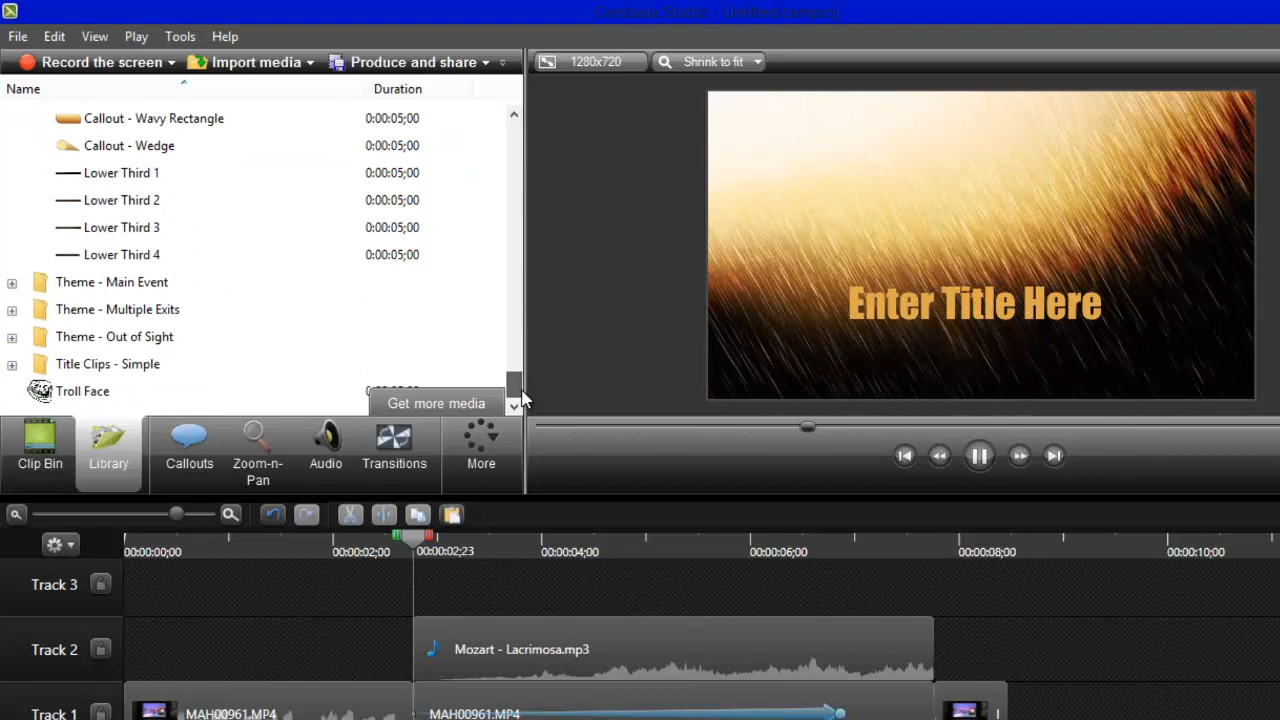 File Edit View Play Tools Help
Record the screen Import media Produce and share
1280x720 Shrink to fit
Name Duration
Callout - Wavy Rectangle 0:00:05;00
Callout - Wedge 0:00:05;00
Lower Third 1 0:00:05;00
Lower Third 2 0:00:05;00
Lower Third 3 0:00:05;00
Lower Third 4 0:00:05;00
Theme - Main Event
Theme - Multiple Exits
Theme - Out of Sight
Title Clips - Simple
Troll Face
Get more media
Enter Title Here
Clip Bin Library Callouts Zoom-n-Pan Audio Transitions More
00:00:00;00 00:00:02;00 00:00:02;23 00:00:04;00 00:00:06;00 00:00:08;00 00:00:10;00
Track 3
Track 2 Mozart - Lacrimosa.mp3
Track 1 MAH00961.MP4 MAH00961.MP4